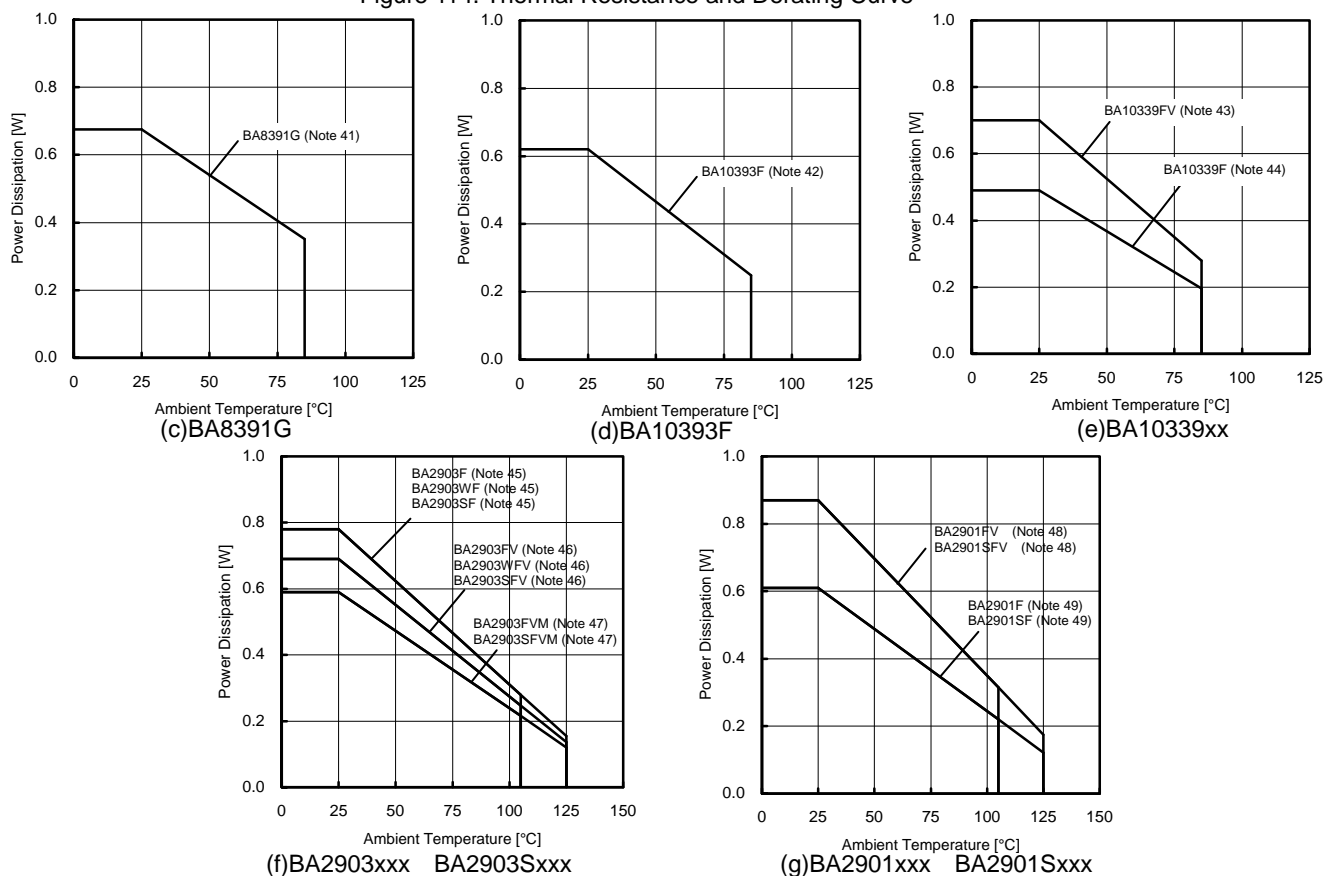 Thermal Resistance and Derating Curve
1.0
0.8
0.6
0.4
0.2
0.0
Power Dissipation [W]
BA8391G (Note 41)
0 25 50 75 100 125
Ambient Temperature [°C]
(c)BA8391G
1.0
0.8
0.6
0.4
0.2
0.0
Power Dissipation [W]
BA10393F (Note 42)
0 25 50 75 100 125
Ambient Temperature [°C]
(d)BA10393F
1.0
0.8
0.6
0.4
0.2
0.0
Power Dissipation [W]
BA10339FV (Note 43)
BA10339F (Note 44)
0 25 50 75 100 125
Ambient Temperature [°C]
(e)BA10339xx
1.0
0.8
0.6
0.4
0.2
0.0
Power Dissipation [W]
BA2903F (Note 45)
BA2903WF (Note 45)
BA2903SF (Note 45)
BA2903FV (Note 46)
BA2903WFV (Note 46)
BA2903SFV (Note 46)
BA2903FVM (Note 47)
BA2903SFVM (Note 47)
0 25 50 75 100 125 150
Ambient Temperature [°C]
(f)BA2903xxx BA2903Sxxx
1.0
0.8
0.6
0.4
0.2
0.0
Power Dissipation [W]
BA2901FV (Note 48)
BA2901SFV (Note 48)
BA2901F (Note 49)
BA2901SF (Note 49)
0 25 50 75 100 125 150
Ambient Temperature [°C]
(g)BA2901xxx BA2901Sxxx